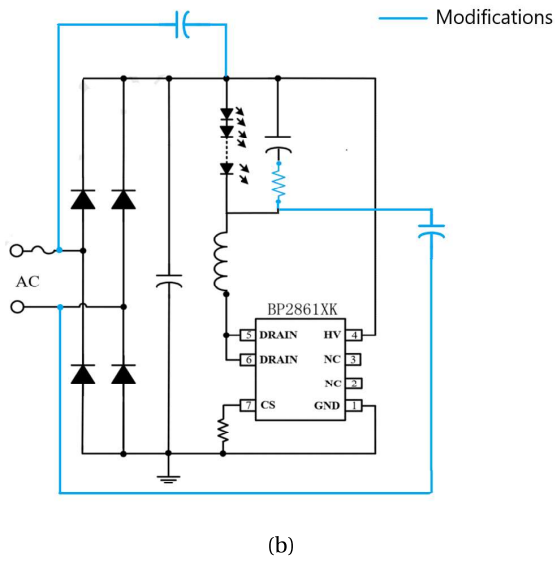 Modifications
AC
BP2861XK
5 DRAIN HV 4
6 DRAIN NC 3
NC 2
7 CS GND 1
(b)